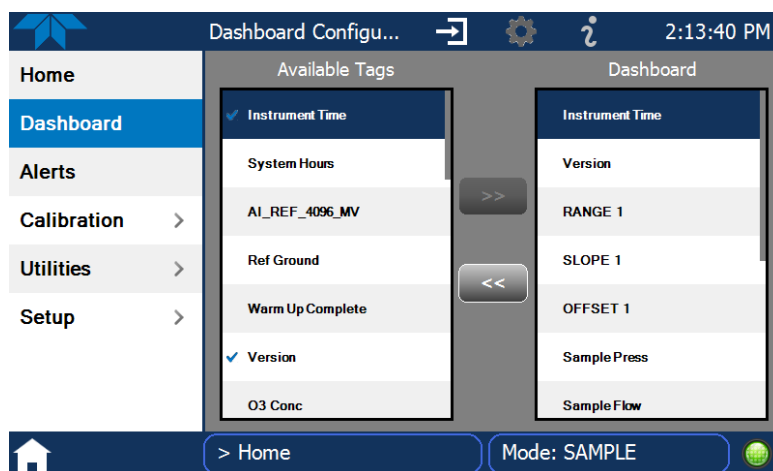 Dashboard Configu... 2:13:40 PM
Home
Dashboard
Alerts
Calibration >
Utilities >
Setup >
Available Tags
Instrument Time
System Hours
AI_REF_4096_MV
Ref Ground
Warm Up Complete
Version
O3 Conc
>>
<<
Dashboard
Instrument Time
Version
RANGE 1
SLOPE 1
OFFSET 1
Sample Press
Sample Flow
> Home
Mode: SAMPLE